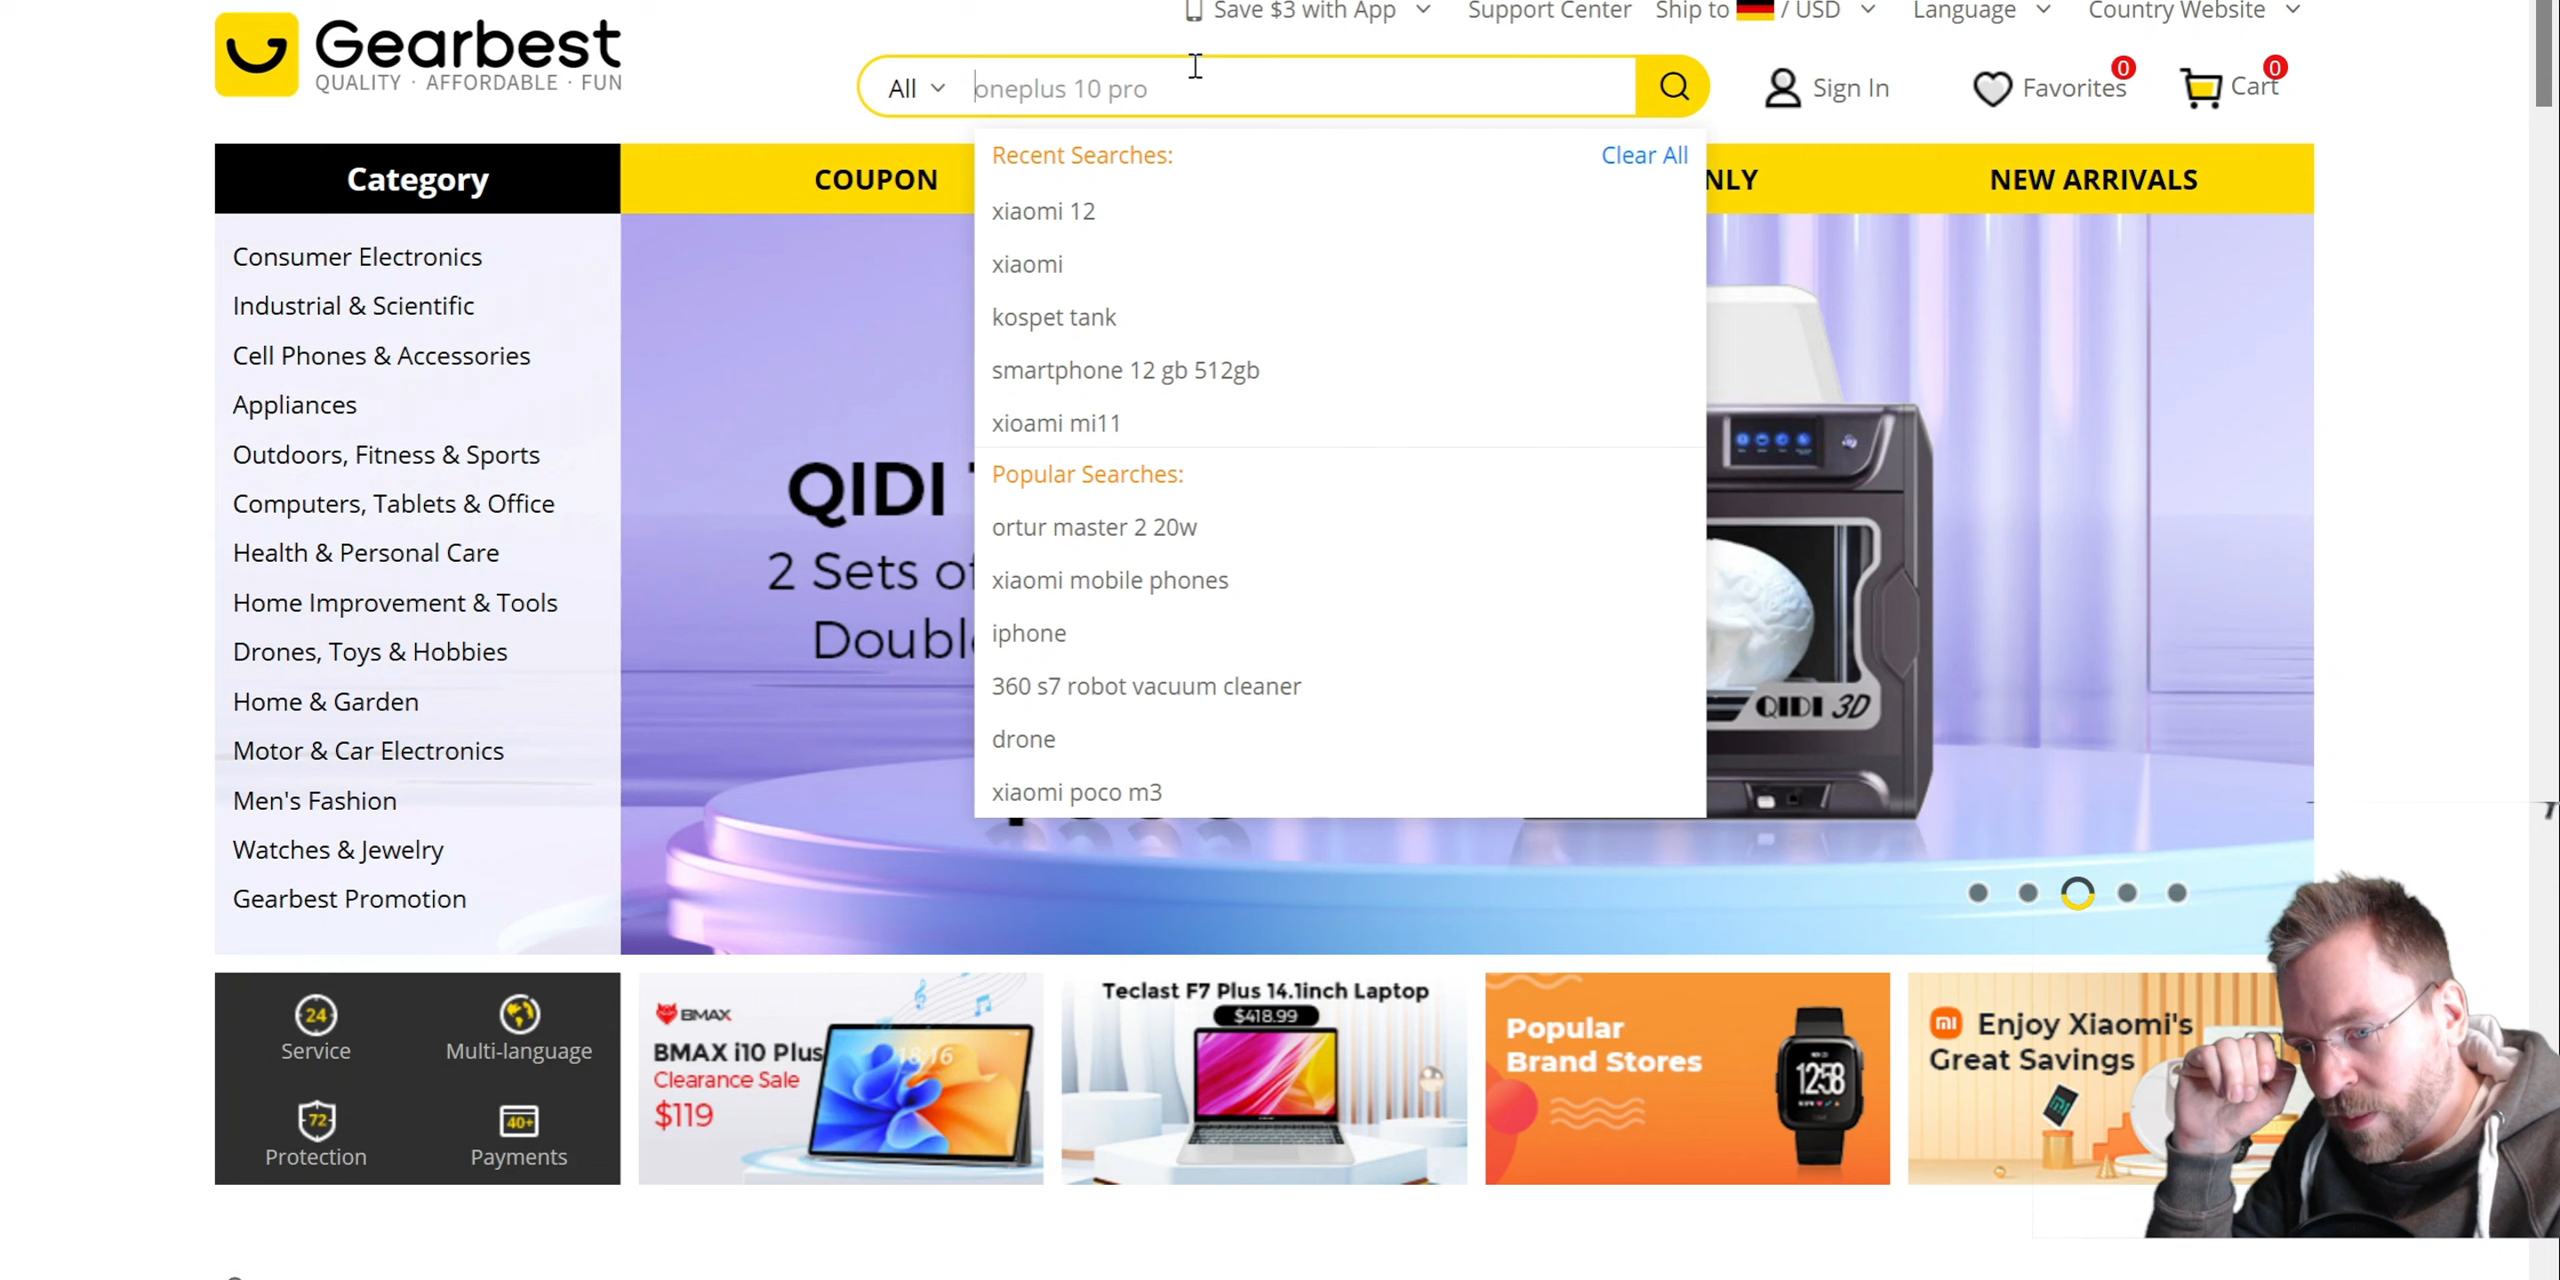 Save $3 with App
Support Center
Ship to / USD
Language
Country Website
Gearbest
QUALITY · AFFORDABLE · FUN
All
oneplus 10 pro
Sign In
Favorites
0
Cart
0
Category
COUPON
NEW ARRIVALS
Recent Searches:
Clear All
xiaomi 12
xiaomi
kospet tank
smartphone 12 gb 512gb
xioami mi11
Popular Searches:
ortur master 2 20w
xiaomi mobile phones
iphone
360 s7 robot vacuum cleaner
drone
xiaomi poco m3
Consumer Electronics
Industrial & Scientific
Cell Phones & Accessories
Appliances
Outdoors, Fitness & Sports
Computers, Tablets & Office
Health & Personal Care
Home Improvement & Tools
Drones, Toys & Hobbies
Home & Garden
Motor & Car Electronics
Men's Fashion
Watches & Jewelry
Gearbest Promotion
QIDI
2 Sets of
Doubl
QIDI 3D
24
Service
Multi-language
72
Protection
40+
Payments
BMAX
BMAX i10 Plus
Clearance Sale
$119
18:16
Teclast F7 Plus 14.1inch Laptop
$418.99
Popular
Brand Stores
12:58
mi Enjoy Xiaomi's
Great Savings